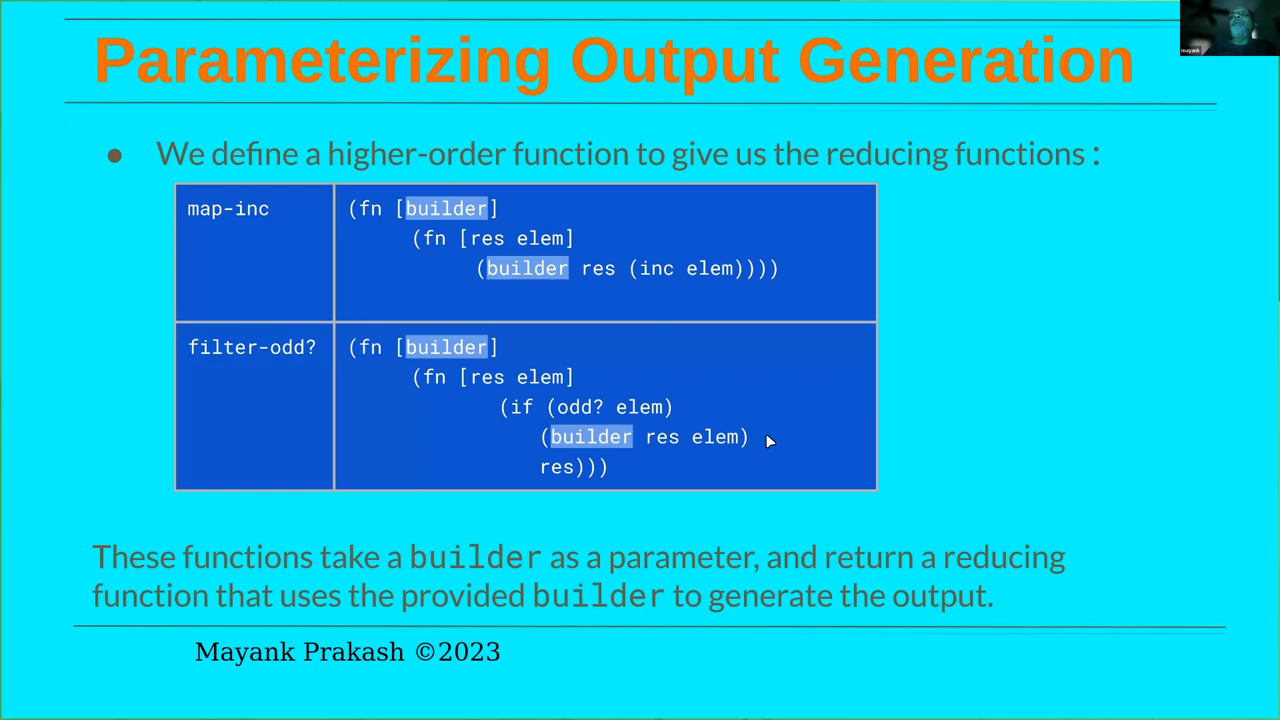 Parameterizing Output Generation
mayank
● We define a higher-order function to give us the reducing functions :
map-inc
(fn [builder]
(fn [res elem]
(builder res (inc elem))))
filter-odd?
(fn [builder]
(fn [res elem]
(if (odd? elem)
(builder res elem)
res)))
These functions take a builder as a parameter, and return a reducing
function that uses the provided builder to generate the output.
Mayank Prakash ©2023